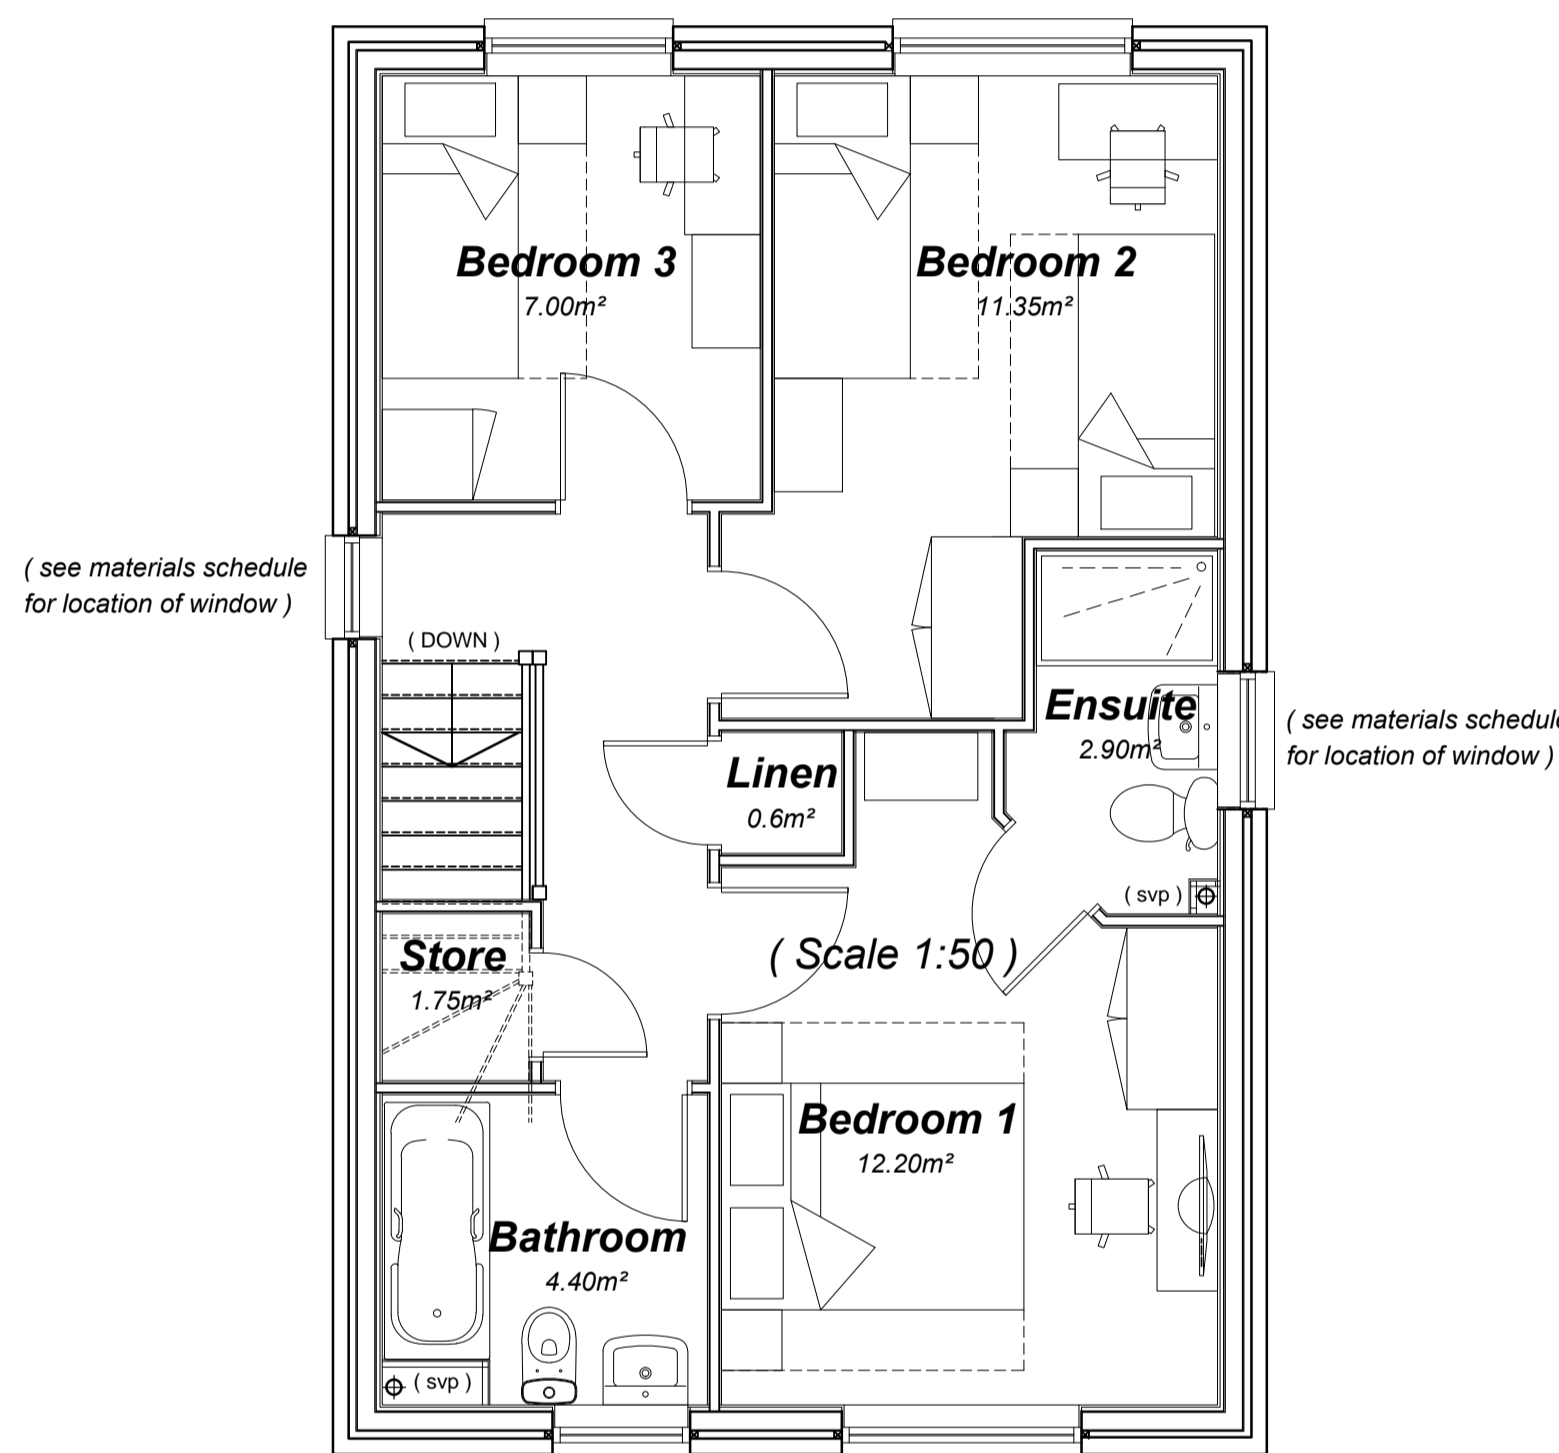 Bedroom 3
7.00m²
Bedroom 2
11.35m²
( see materials schedule
for location of window )
( DOWN )
Ensuite
2.90m²
( see materials schedule
for location of window )
Linen
0.6m²
( svp )
Store
1.75m²
( Scale 1:50 )
Bedroom 1
12.20m²
Bathroom
4.40m²
( svp )